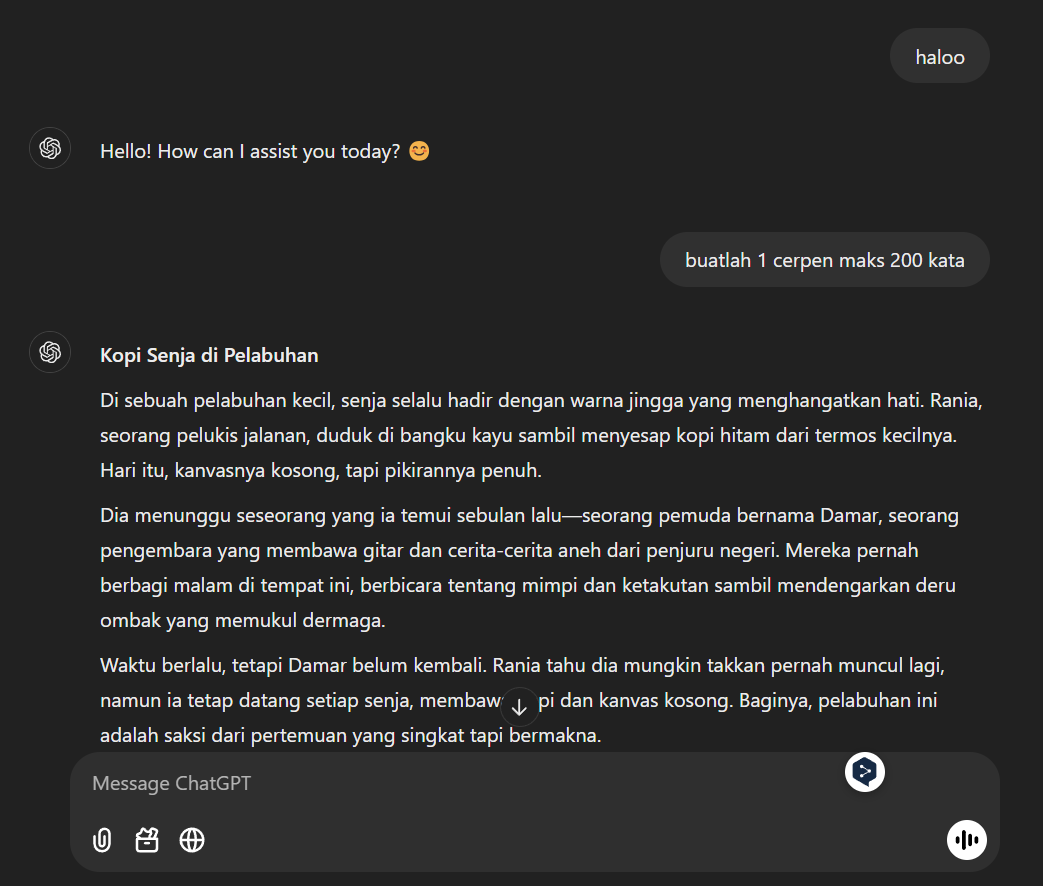 haloo
Hello! How can I assist you today? 😊
buatlah 1 cerpen maks 200 kata
Kopi Senja di Pelabuhan
Di sebuah pelabuhan kecil, senja selalu hadir dengan warna jingga yang menghangatkan hati. Rania,
seorang pelukis jalanan, duduk di bangku kayu sambil menyesap kopi hitam dari termos kecilnya.
Hari itu, kanvasnya kosong, tapi pikirannya penuh.
Dia menunggu seseorang yang ia temui sebulan lalu—seorang pemuda bernama Damar, seorang
pengembara yang membawa gitar dan cerita-cerita aneh dari penjuru negeri. Mereka pernah
berbagi malam di tempat ini, berbicara tentang mimpi dan ketakutan sambil mendengarkan deru
ombak yang memukul dermaga.
Waktu berlalu, tetapi Damar belum kembali. Rania tahu dia mungkin takkan pernah muncul lagi,
namun ia tetap datang setiap senja, dan kanvas kosong. Baginya, pelabuhan ini
adalah saksi dari pertemuan yang singkat tapi bermakna.
Message ChatGPT